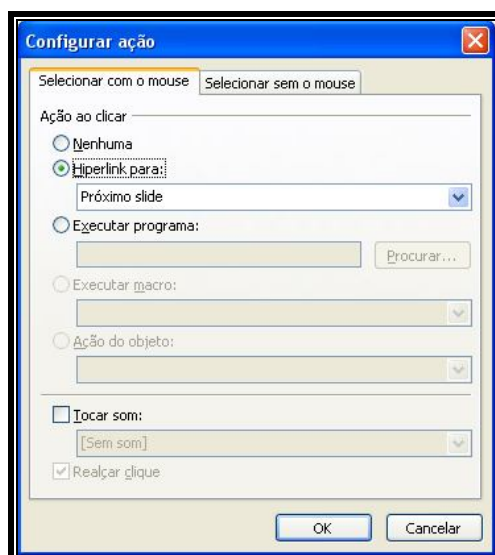 Configurar ação
Selecionar com o mouse Selecionar sem o mouse
Ação ao clicar
Nenhuma
Hiperlink para:
Próximo slide
Executar programa:
Procurar...
Executar macro:
Ação do objeto:
Tocar som:
[Sem som]
Realçar clique
OK Cancelar